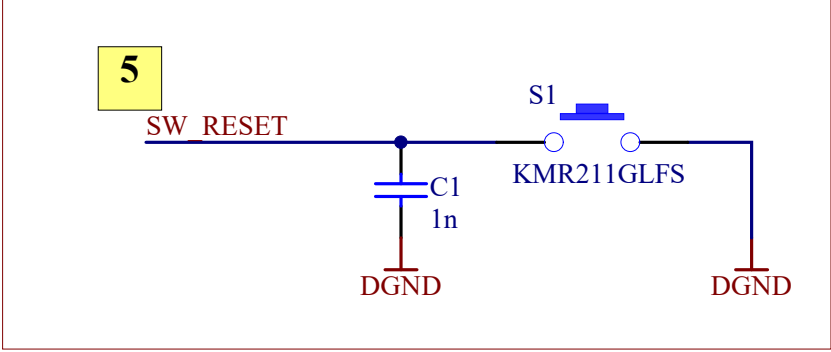 5
SW_RESET
S1
KMR211GLFS
C1
1n
DGND
DGND